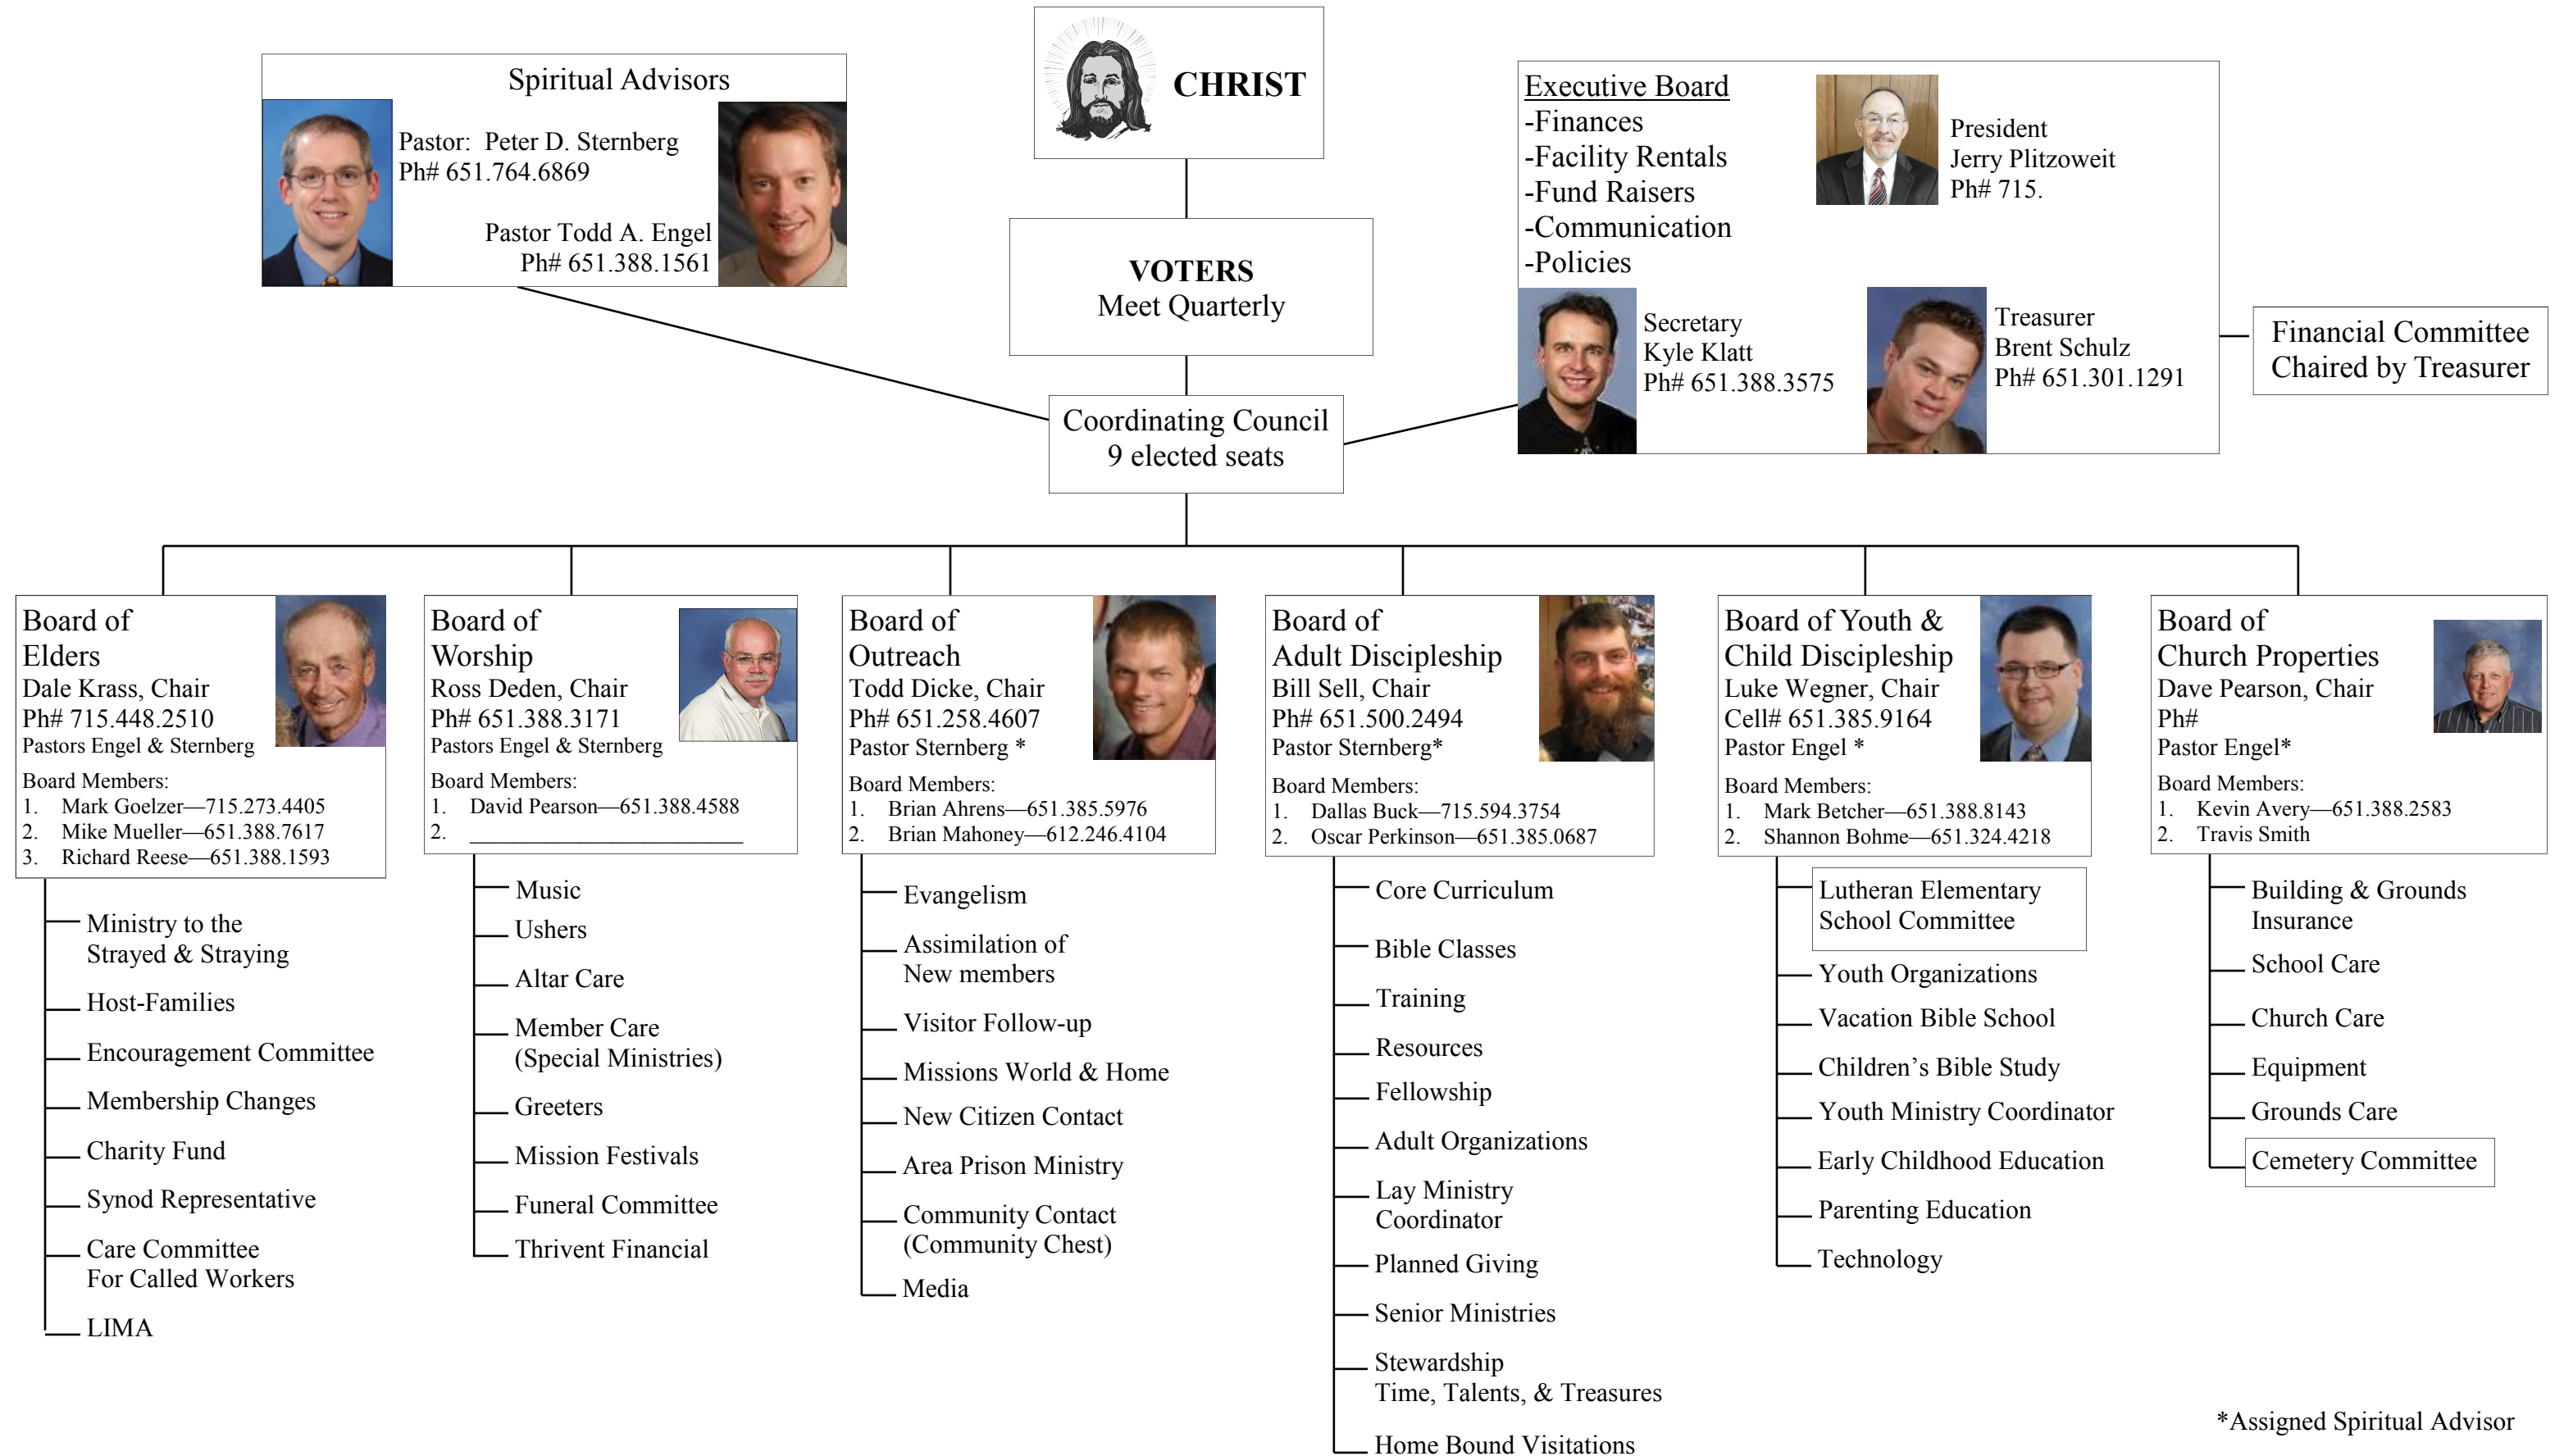 CHRIST
VOTERS
Meet Quarterly
Coordinating Council
9 elected seats
Spiritual Advisors
Pastor:  Peter D. Sternberg
Ph# 651.764.6869
Pastor Todd A. Engel
Ph# 651.388.1561
Executive Board
-Finances
-Facility Rentals
-Fund Raisers
-Communication
-Policies
President
Jerry Plitzoweit
Ph# 715.
Secretary
Kyle Klatt
Ph# 651.388.3575
Treasurer
Brent Schulz
Ph# 651.301.1291
Financial Committee
Chaired by Treasurer
Board of
Elders
Dale Krass, Chair
Ph# 715.448.2510
Pastors Engel & Sternberg
Board Members:
1. Mark Goelzer—715.273.4405
2. Mike Mueller—651.388.7617
3. Richard Reese—651.388.1593
Ministry to the
Strayed & Straying
Host-Families
Encouragement Committee
Membership Changes
Charity Fund
Synod Representative
Care Committee
For Called Workers
LIMA
Board of
Worship
Ross Deden, Chair
Ph# 651.388.3171
Pastors Engel & Sternberg
Board Members:
1. David Pearson—651.388.4588
2. __________________________
Music
Ushers
Altar Care
Member Care
(Special Ministries)
Greeters
Mission Festivals
Funeral Committee
Thrivent Financial
Board of
Outreach
Todd Dicke, Chair
Ph# 651.258.4607
Pastor Sternberg *
Board Members:
1. Brian Ahrens—651.385.5976
2. Brian Mahoney—612.246.4104
Evangelism
Assimilation of
New members
Visitor Follow-up
Missions World & Home
New Citizen Contact
Area Prison Ministry
Community Contact
(Community Chest)
Media
Board of
Adult Discipleship
Bill Sell, Chair
Ph# 651.500.2494
Pastor Sternberg*
Board Members:
1. Dallas Buck—715.594.3754
2. Oscar Perkinson—651.385.0687
Core Curriculum
Bible Classes
Training
Resources
Fellowship
Adult Organizations
Lay Ministry
Coordinator
Planned Giving
Senior Ministries
Stewardship
Time, Talents, & Treasures
Home Bound Visitations
Board of Youth &
Child Discipleship
Luke Wegner, Chair
Cell# 651.385.9164
Pastor Engel *
Board Members:
1. Mark Betcher—651.388.8143
2. Shannon Bohme—651.324.4218
Lutheran Elementary
School Committee
Youth Organizations
Vacation Bible School
Children’s Bible Study
Youth Ministry Coordinator
Early Childhood Education
Parenting Education
Technology
Board of
Church Properties
Dave Pearson, Chair
Ph#
Pastor Engel*
Board Members:
1. Kevin Avery—651.388.2583
2. Travis Smith
Building & Grounds
Insurance
School Care
Church Care
Equipment
Grounds Care
Cemetery Committee
*Assigned Spiritual Advisor